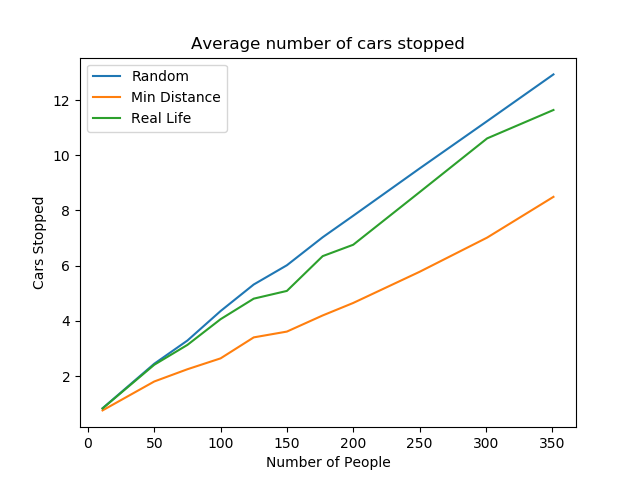 Average number of cars stopped
Random
Min Distance
Real Life
12
10
8
6
4
2
Cars Stopped
0 50 100 150 200 250 300 350
Number of People